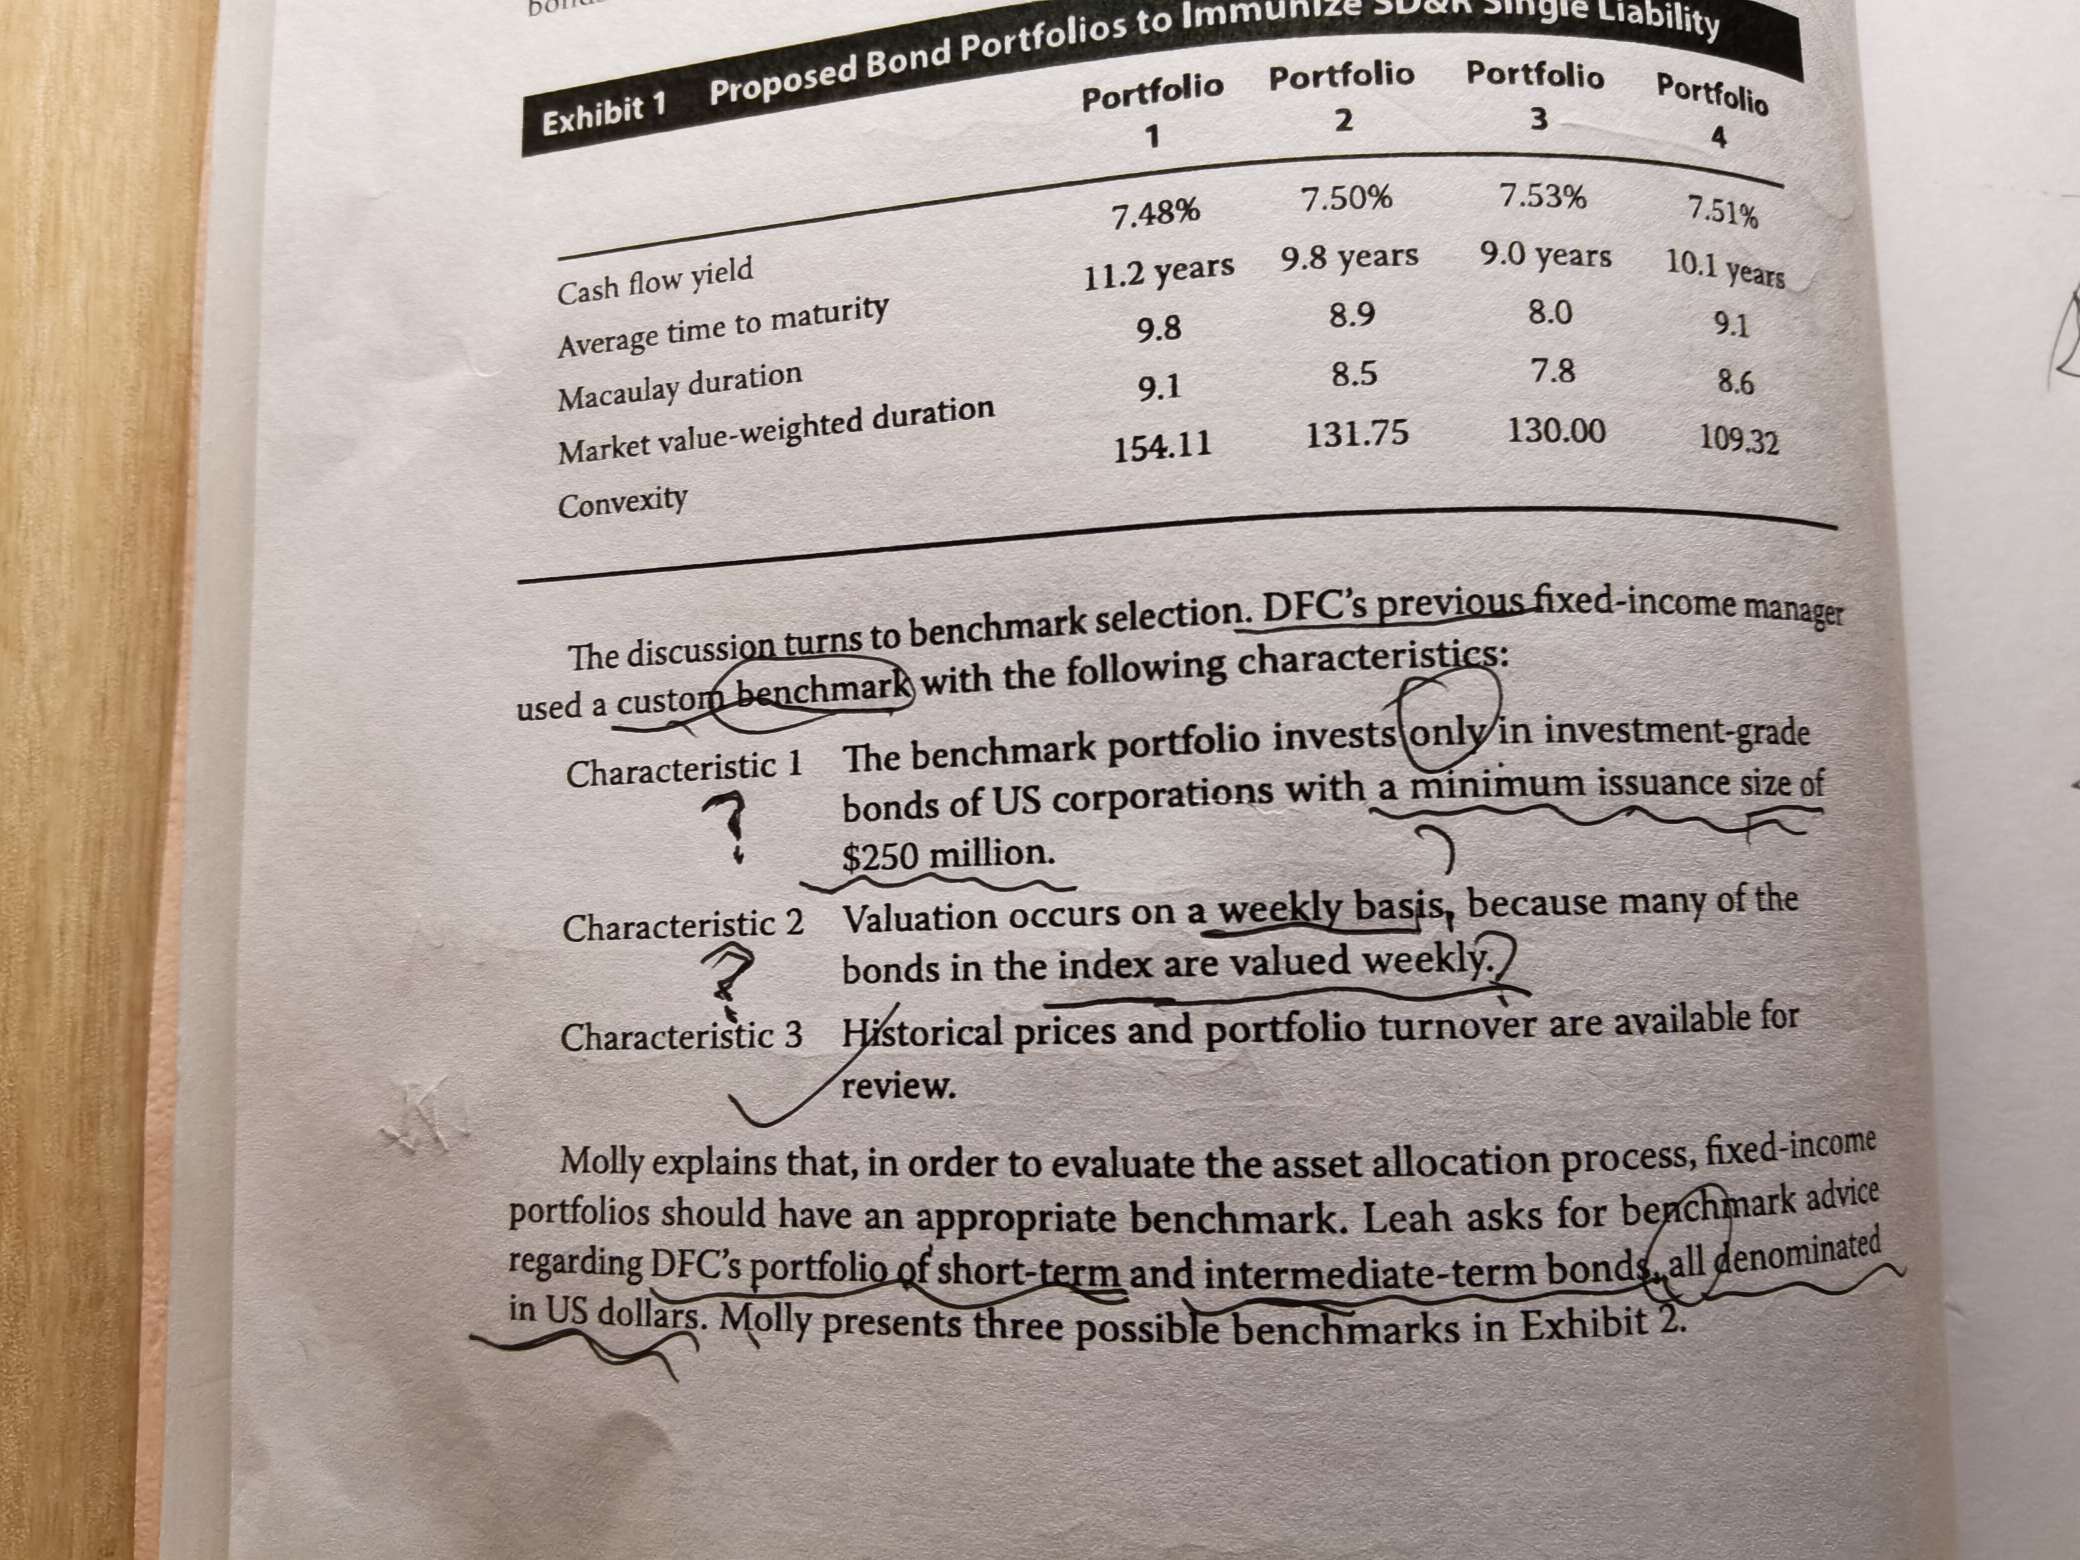 Exhibit 1 Proposed Bond Portfolios to Immunize SD&R Single Liability
Portfolio 1 Portfolio 2 Portfolio 3 Portfolio 4
Cash flow yield 7.48% 7.50% 7.53% 7.51%
Average time to maturity 11.2 years 9.8 years 9.0 years 10.1 years
Macaulay duration 9.8 8.9 8.0 9.1
Market value-weighted duration 9.1 8.5 7.8 8.6
Convexity 154.11 131.75 130.00 109.32
The discussion turns to benchmark selection. DFC's previous fixed-income manager
used a custom benchmark with the following characteristics:
Characteristic 1 The benchmark portfolio invests only in investment-grade
bonds of US corporations with a minimum issuance size of
$250 million.
Characteristic 2 Valuation occurs on a weekly basis, because many of the
bonds in the index are valued weekly.
Characteristic 3 Historical prices and portfolio turnover are available for
review.
Molly explains that, in order to evaluate the asset allocation process, fixed-income
portfolios should have an appropriate benchmark. Leah asks for benchmark advice
regarding DFC's portfolio of short-term and intermediate-term bonds, all denominated
in US dollars. Molly presents three possible benchmarks in Exhibit 2.